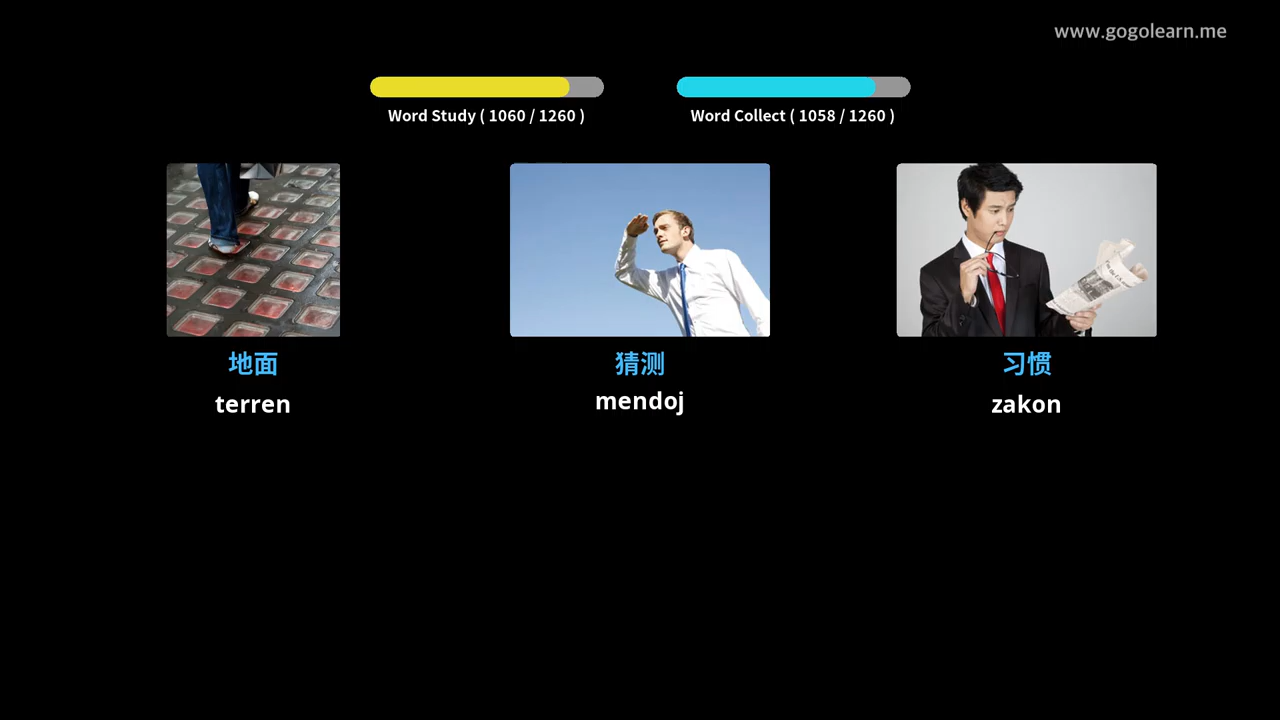 www.gogolearn.me
Word Study ( 1060 / 1260 )
Word Collect ( 1058 / 1260 )
地面
猜测
习惯
terren
mendoj
zakon